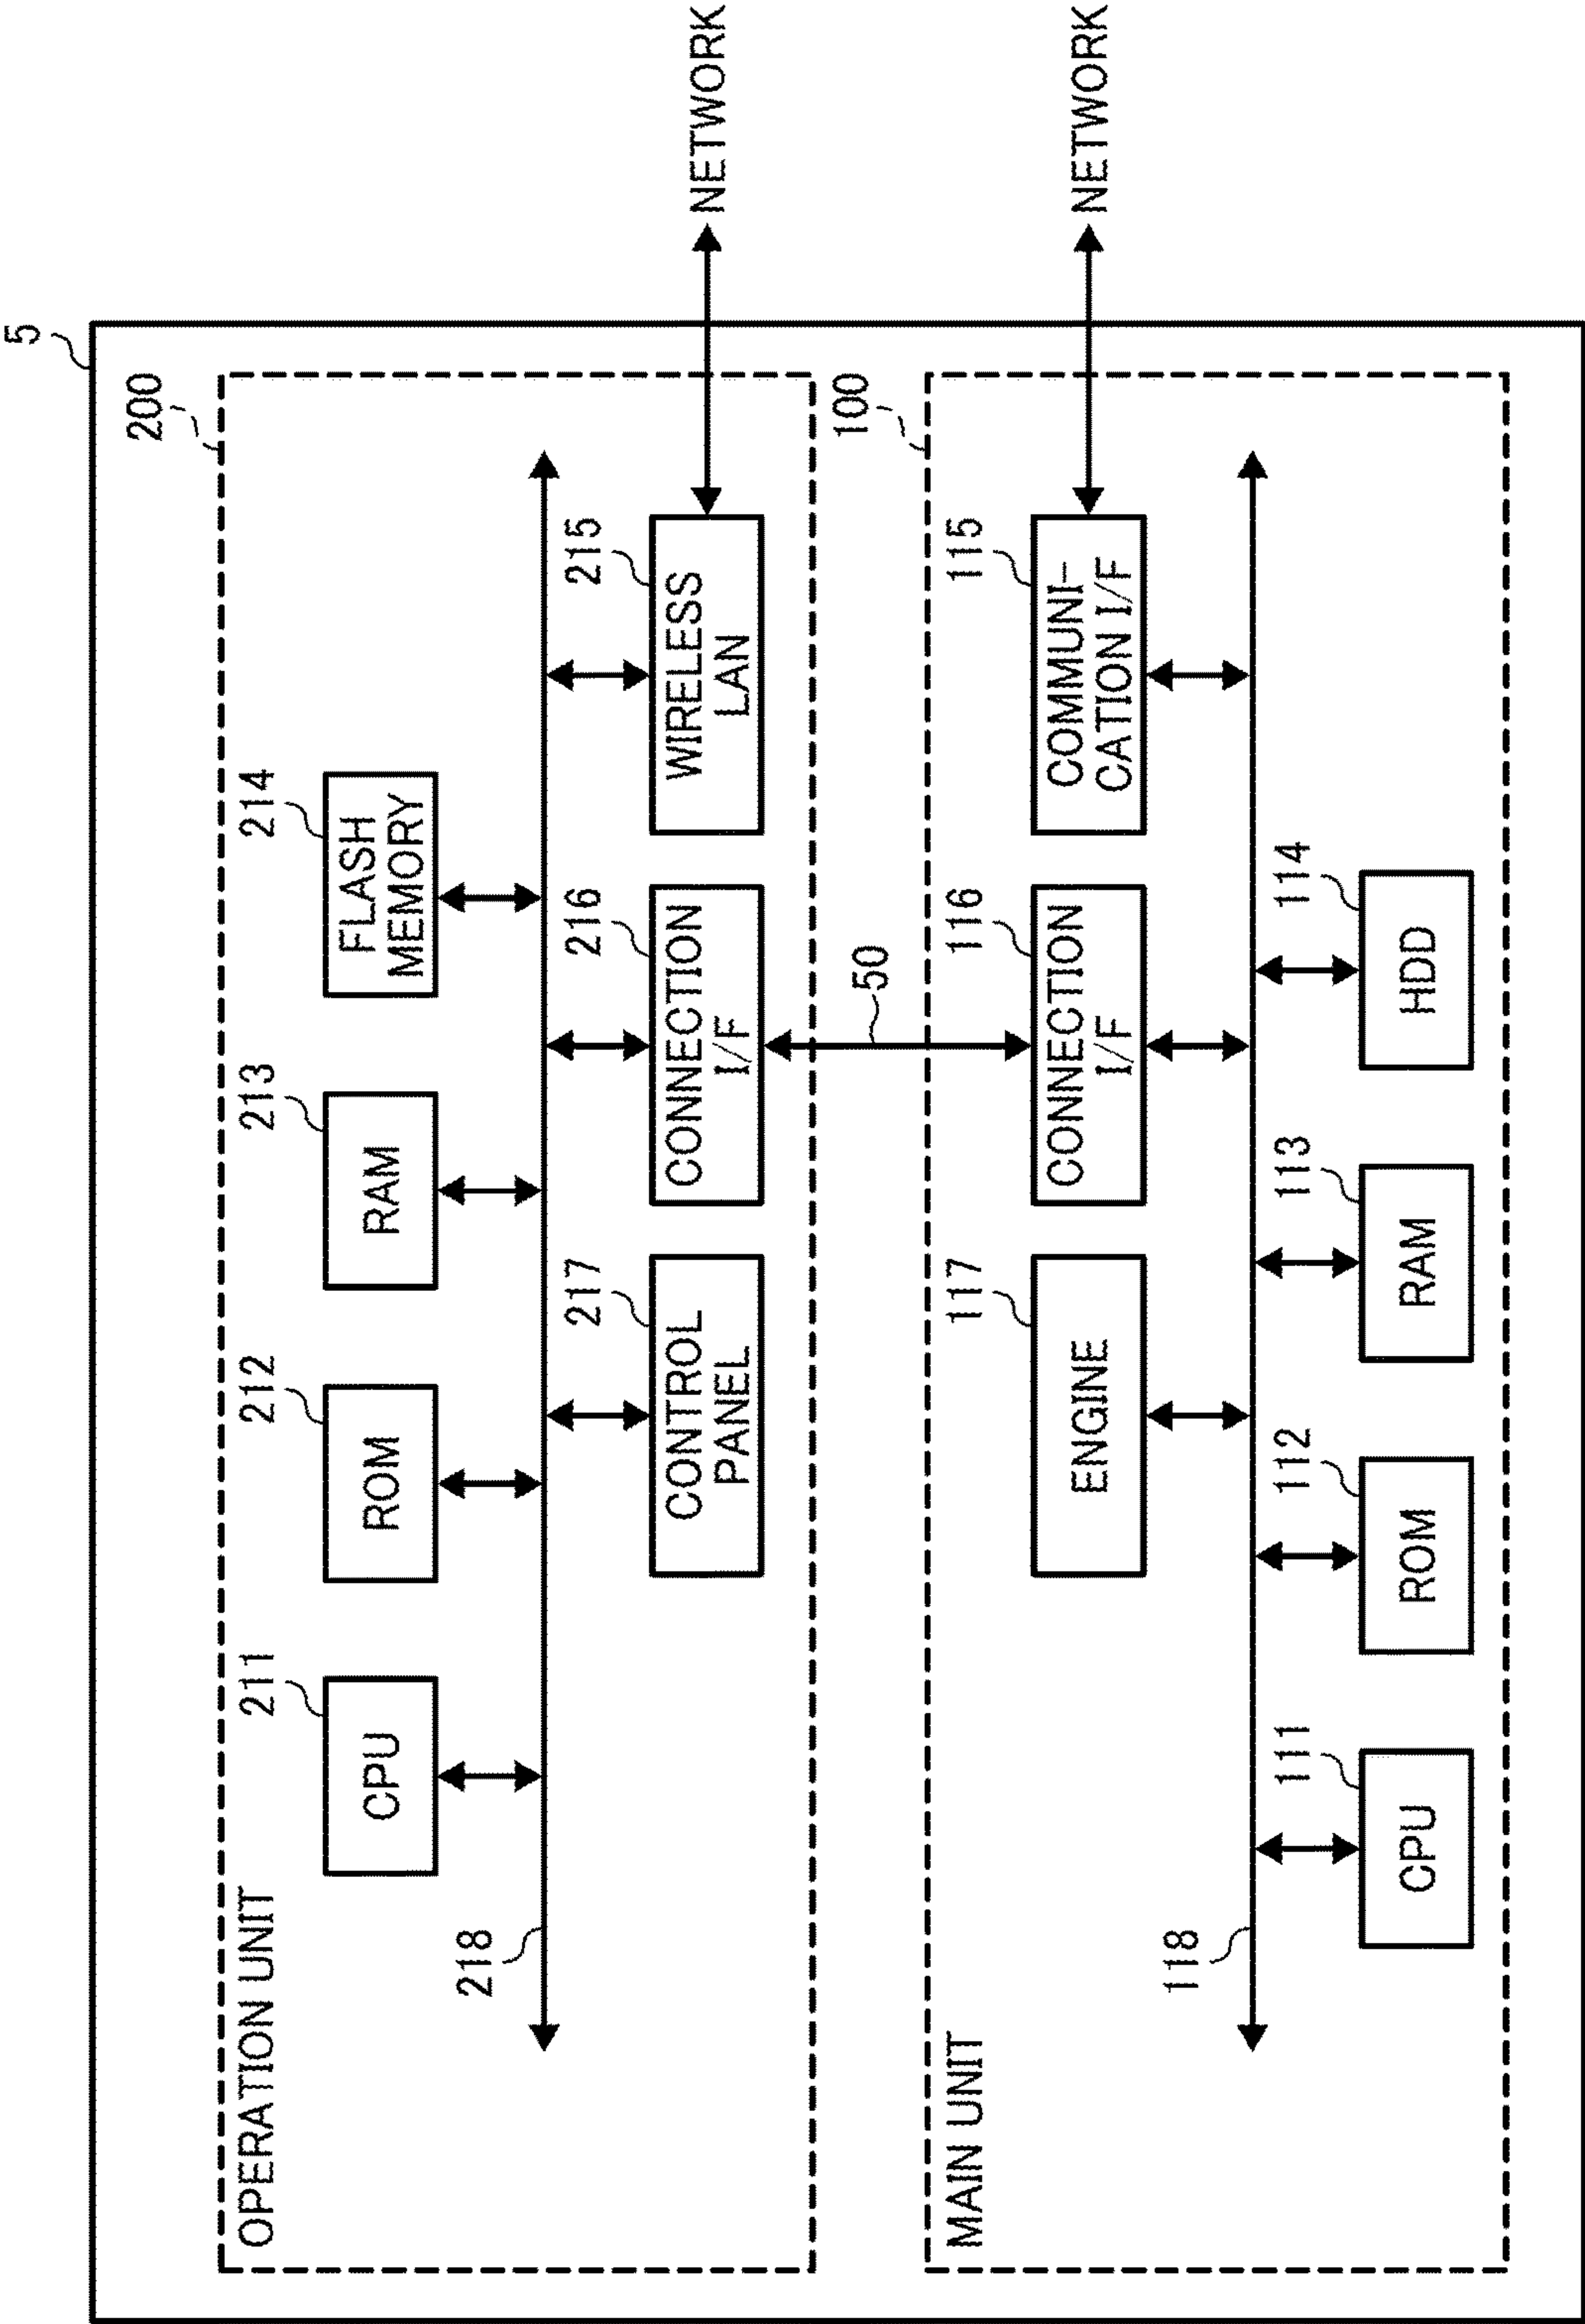 5
200
OPERATION UNIT
211
CPU
212
ROM
213
RAM
214
FLASH
MEMORY
218
217
CONTROL
PANEL
216
CONNECTION
I/F
215
WIRELESS
LAN
NETWORK
50
100
MAIN UNIT
117
ENGINE
116
CONNECTION
I/F
115
COMMUNI-
CATION I/F
NETWORK
118
111
CPU
112
ROM
113
RAM
114
HDD